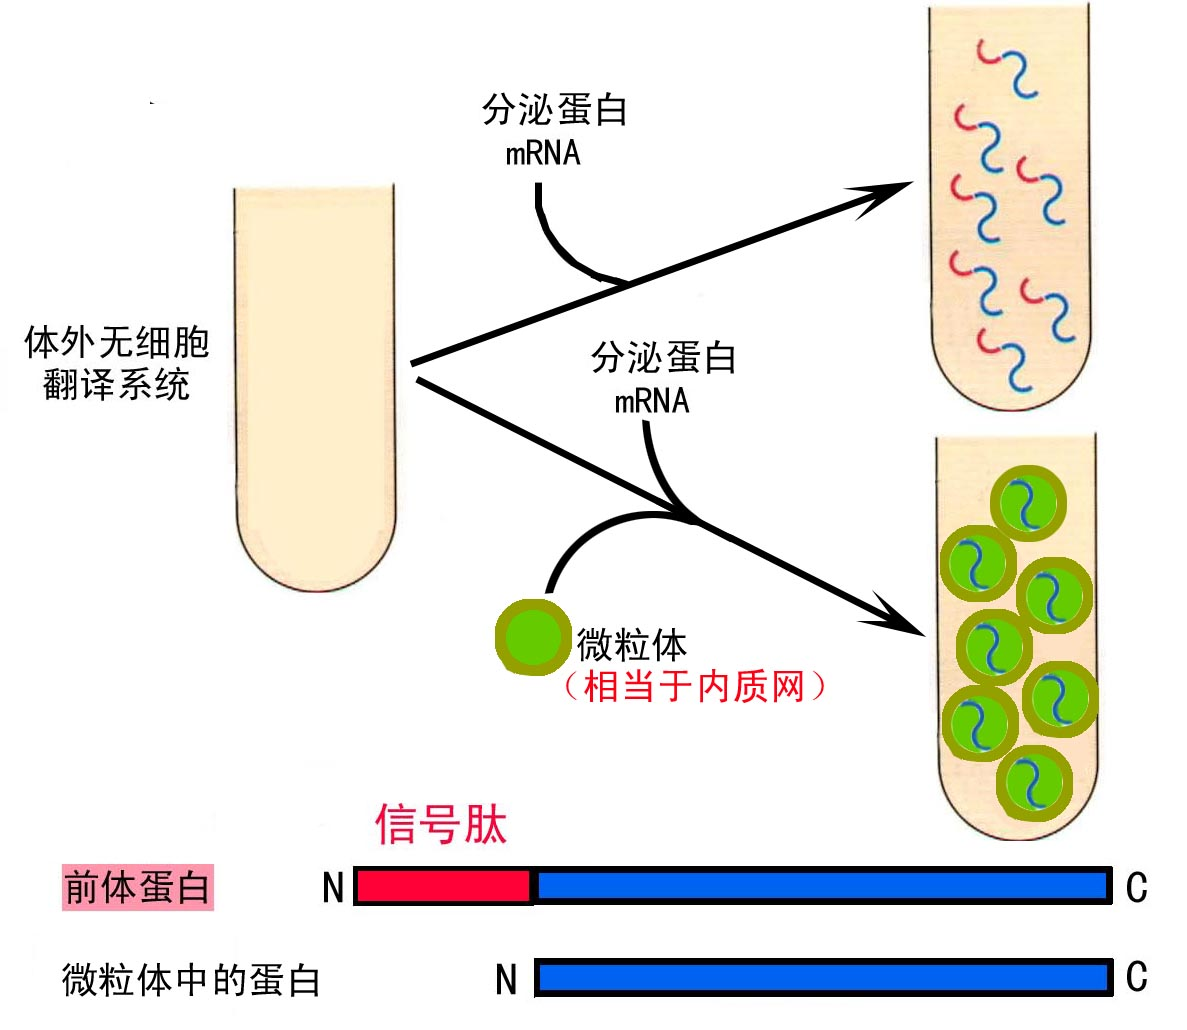 分泌蛋白
mRNA
体外无细胞
翻译系统
分泌蛋白
mRNA
微粒体
（相当于内质网）
信号肽
前体蛋白 N C
微粒体中的蛋白 N C